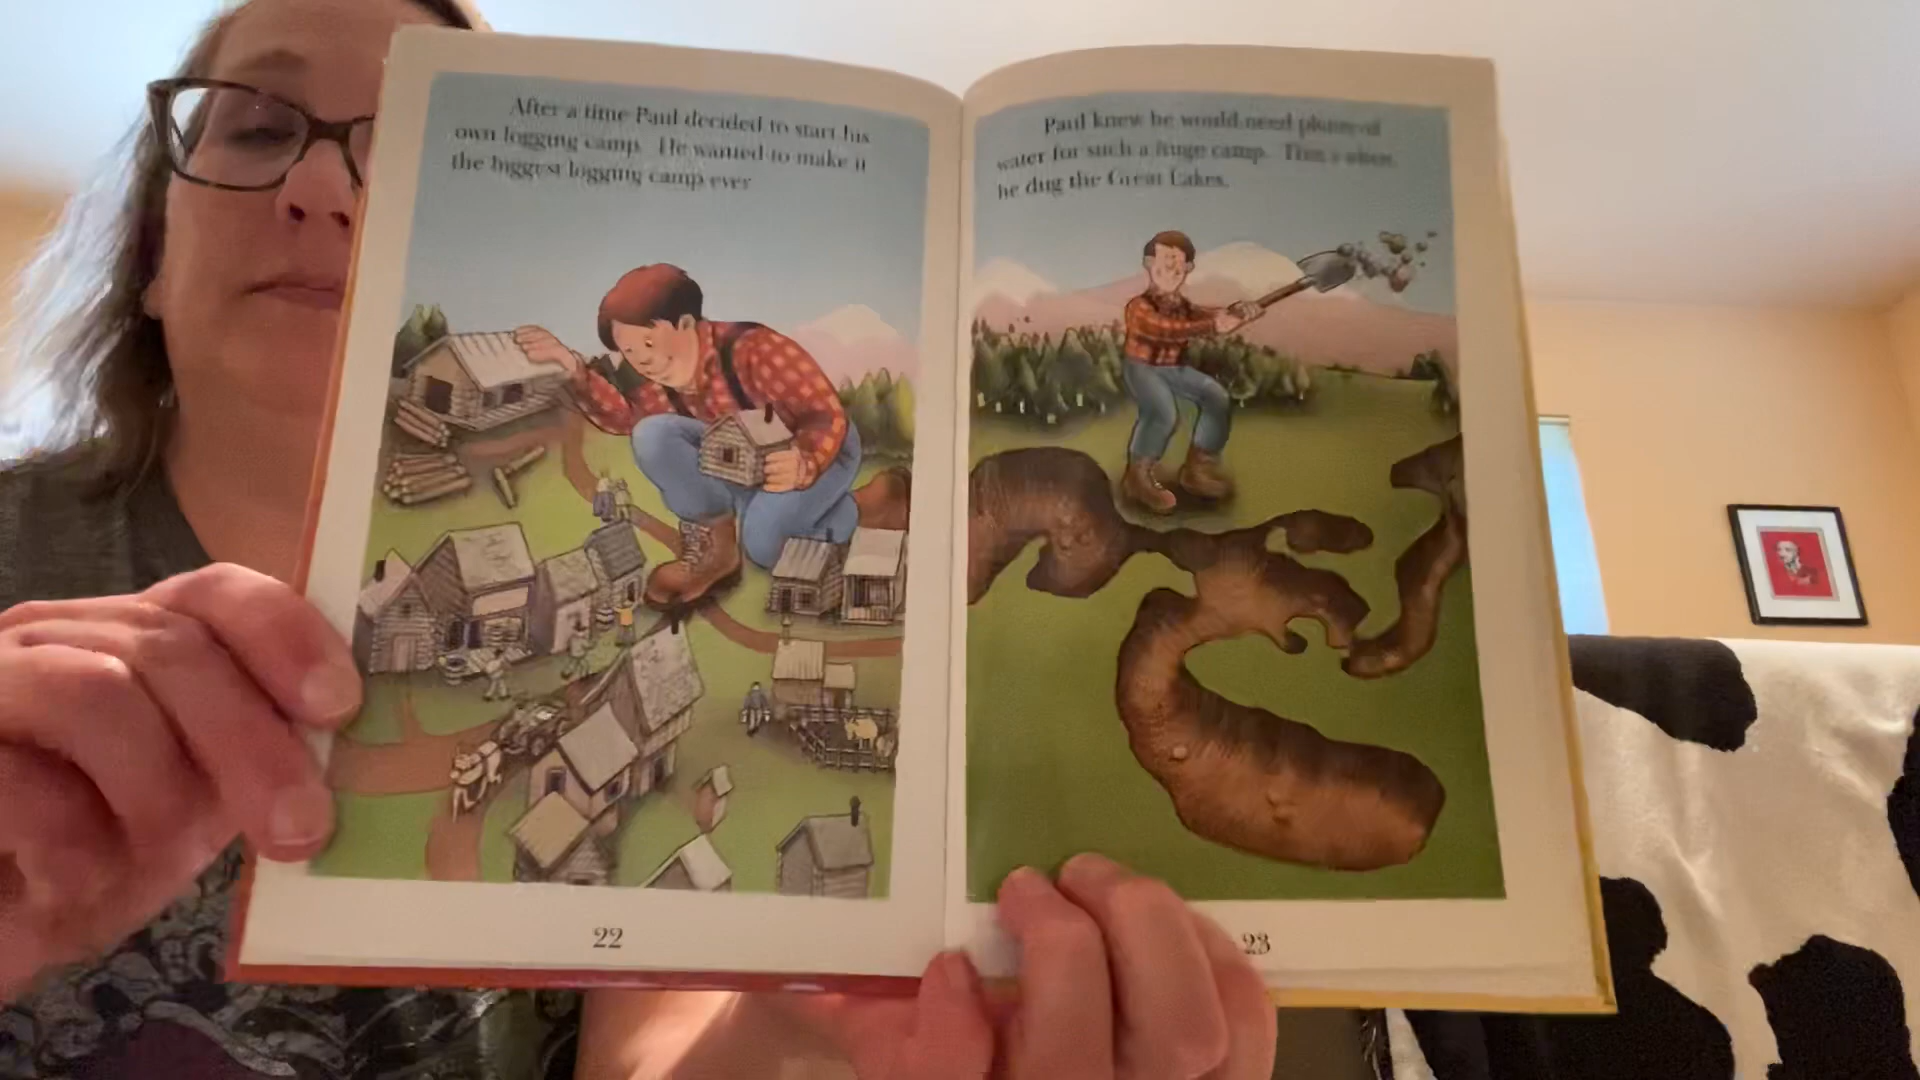 After a time Paul decided to start his
own logging camp. He wanted to make it
the biggest logging camp ever
22
Paul knew he would need plenty of
water for such a huge camp. That's when
he dug the Great Lakes.
23